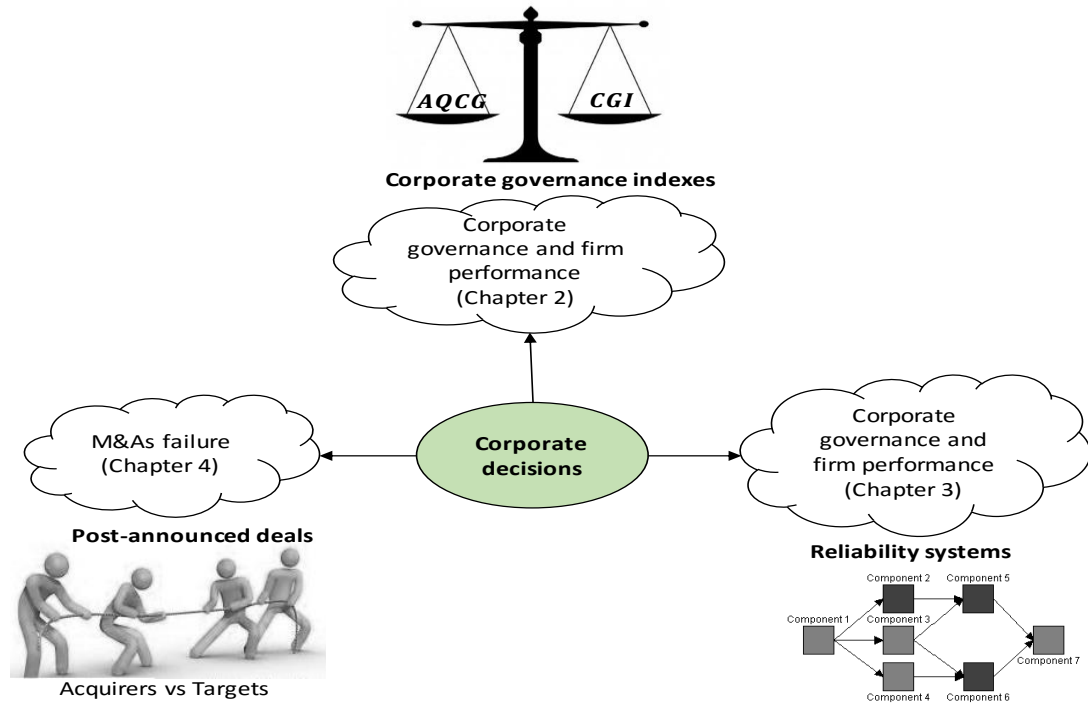 AQCG
CGI
Corporate governance indexes
Corporate
governance and firm
performance
(Chapter 2)
M&As failure
(Chapter 4)
Corporate
decisions
Corporate
governance and
firm performance
(Chapter 3)
Post-announced deals
Acquirers vs Targets
Reliability systems
Component 2
Component 5
Component 1
Component 3
Component 7
Component 4
Component 6